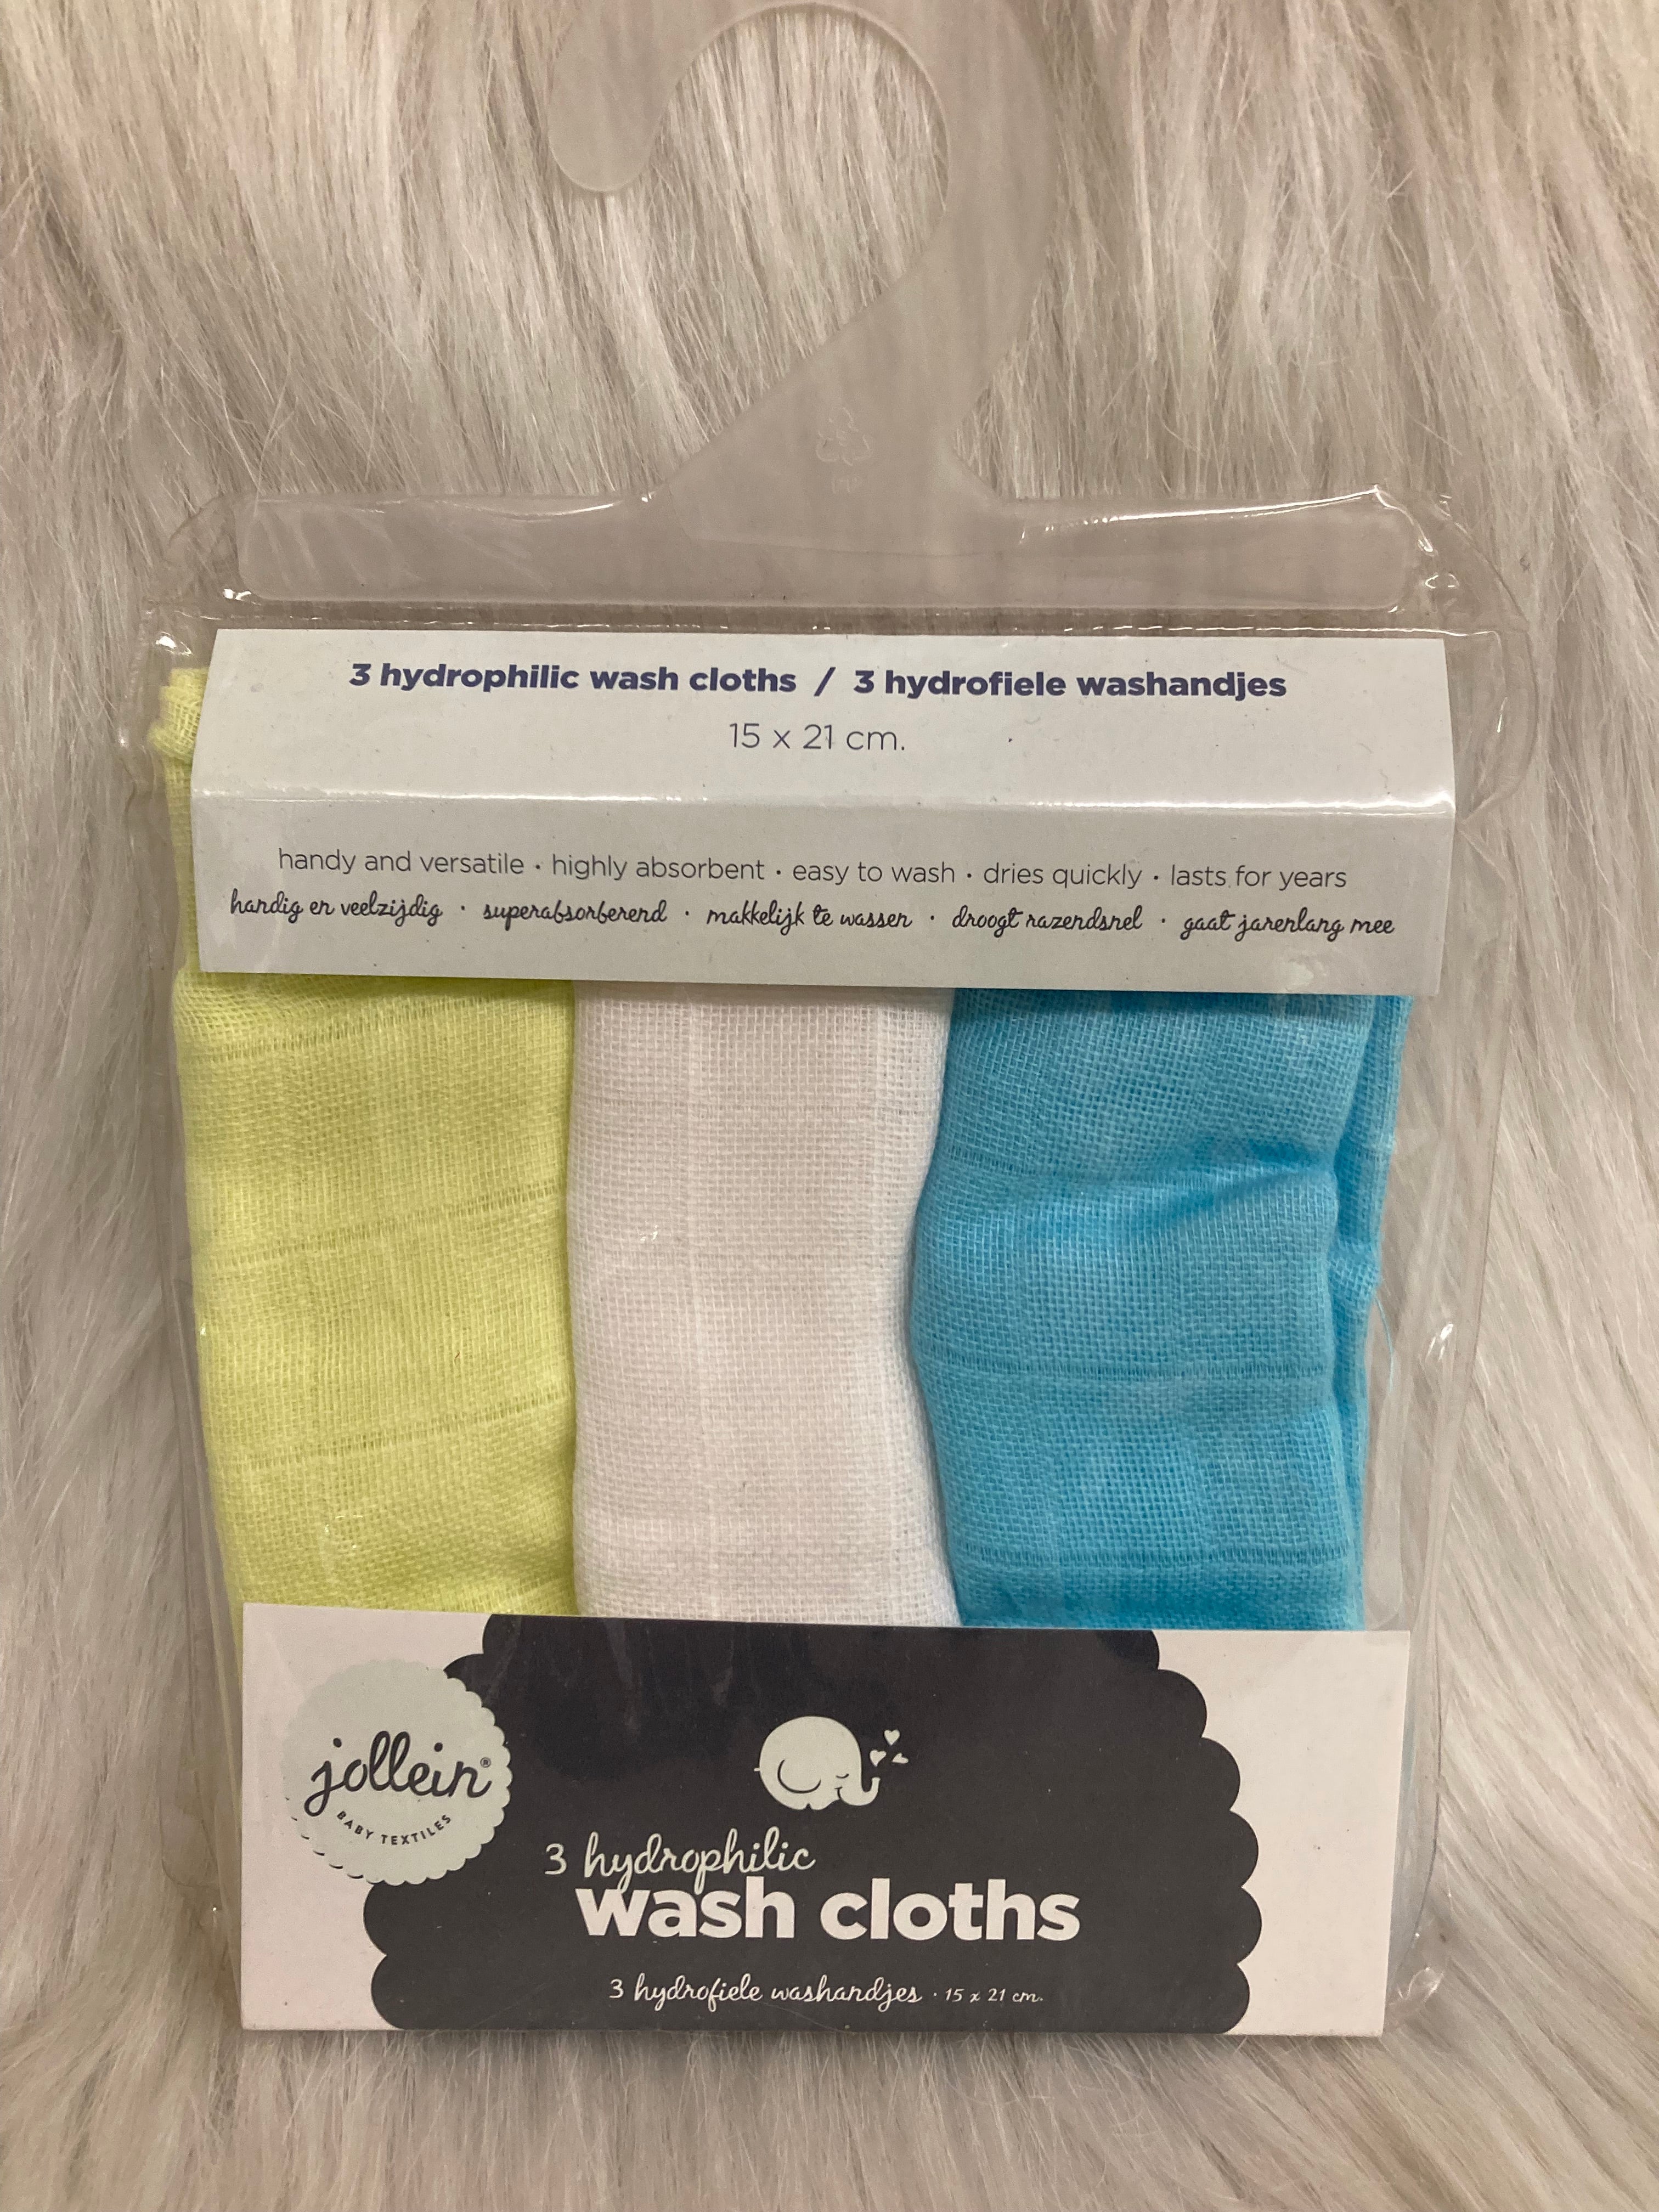 3 hydrophilic wash cloths / 3 hydrofiele washandjes
15 x 21 cm.
handy and versatile · highly absorbent · easy to wash · dries quickly · lasts for years
handig en veelzijdig · superabsorberend · makkelijk te wassen · droogt razendsnel · gaat jarenlang mee
jollein®
BABY TEXTILES
3 hydrophilic
wash cloths
3 hydrofiele washandjes · 15 x 21 cm.